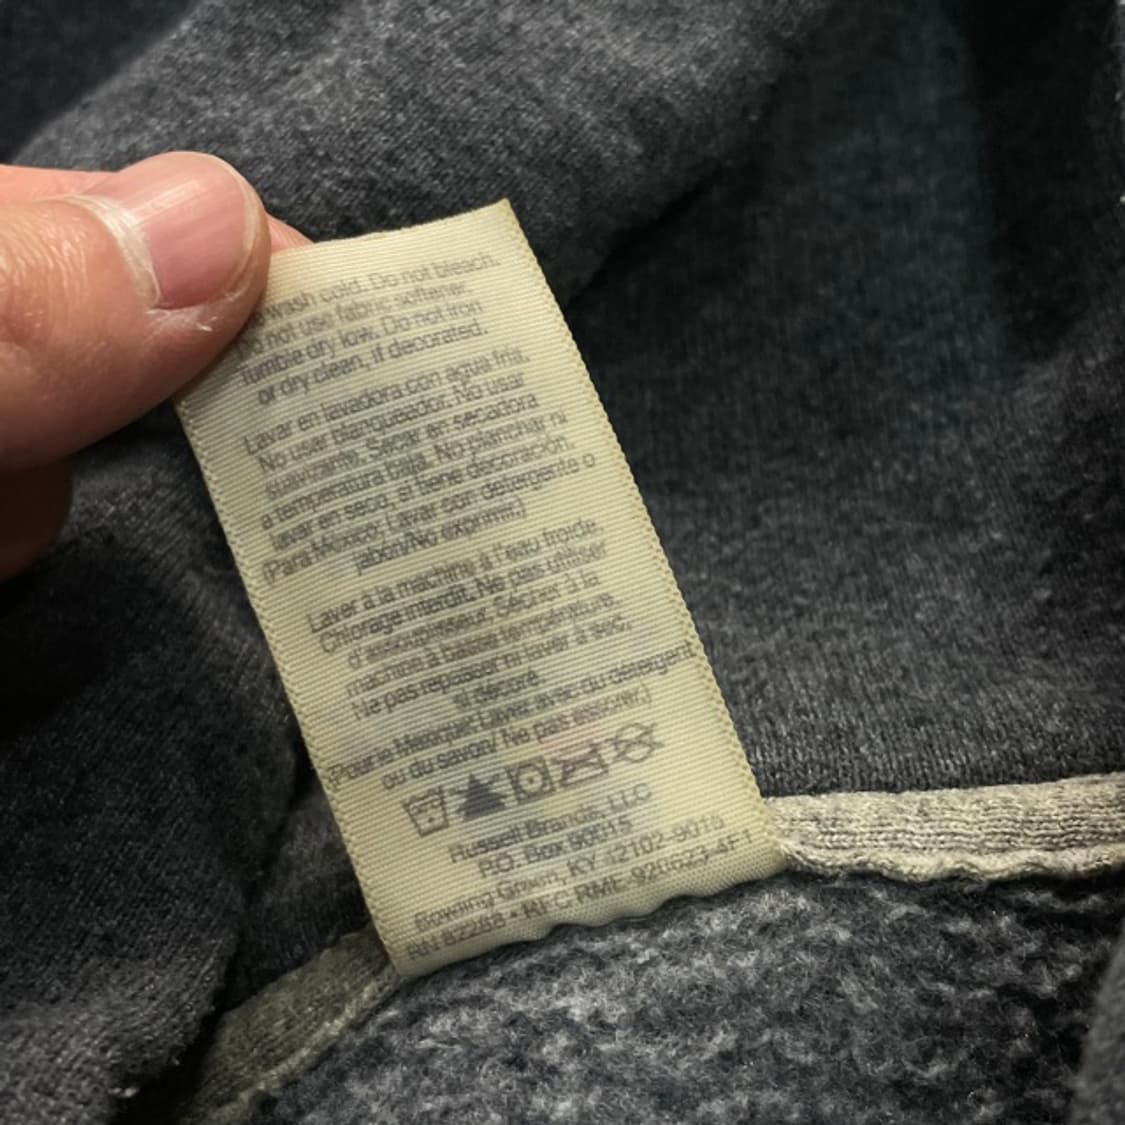 wash cold. Do not bleach.
Do not use fabric softener
Tumble dry low. Do not iron
or dry clean, if decorated.
Lavar en lavadora con agua fría.
No usar blanqueador. No usar
suavizante. Secar en secadora
a temperatura baja. No planchar ni
lavar en seco, si tiene decoración.
(Para México: Lavar con detergente o
jabón/No exprimir.)
Laver à la machine à l'eau froide
Chlorage interdit. Ne pas utiliser
d'assouplisseur. Sécher à la
machine à basse température.
Ne pas repasser ni laver à sec,
si décoré.
(Pour le Mexique: Laver avec du détergent
ou du savon/ Ne pas essorer.)
Russell Brands, LLC
P.O. Box 90015
Bowling Green, KY 42102-9015
RN 82268 • RFC RME-920623-4F1